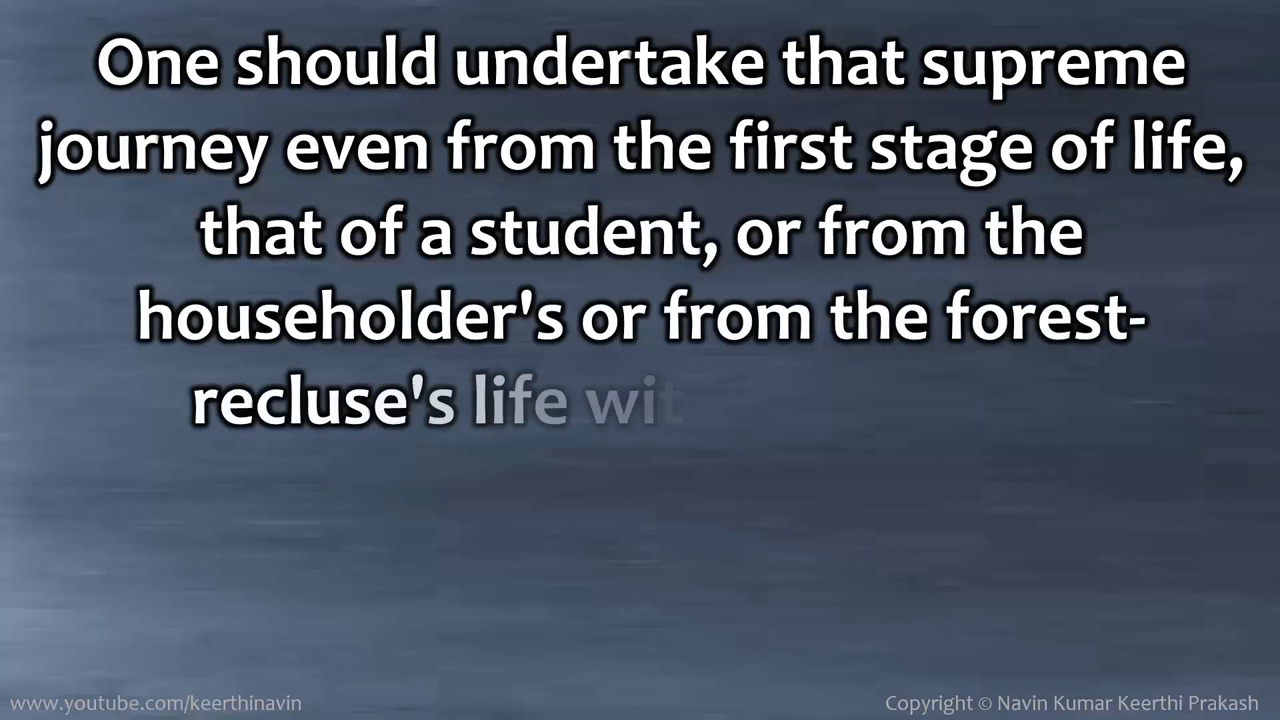 One should undertake that supreme
journey even from the first stage of life,
that of a student, or from the
householder's or from the forest-
recluse's life wit
www.youtube.com/keerthinavin
Copyright © Navin Kumar Keerthi Prakash